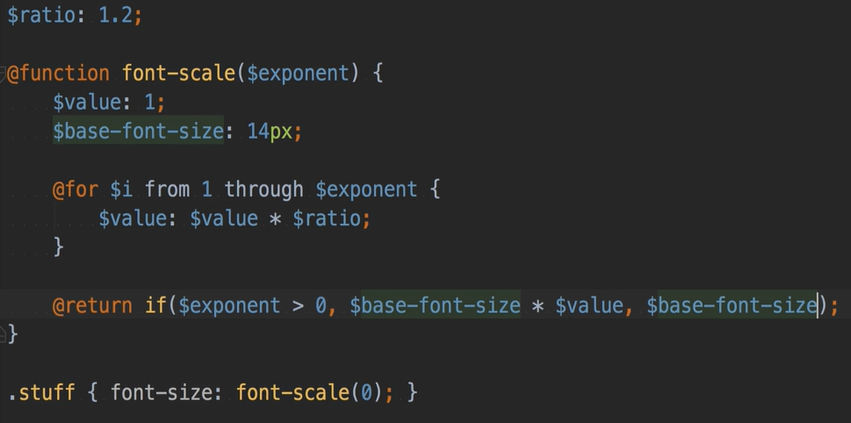 $ratio: 1.2;
@function font-scale($exponent) {
$value: 1;
$base-font-size: 14px;
@for $i from 1 through $exponent {
$value: $value * $ratio;
}
@return if($exponent > 0, $base-font-size * $value, $base-font-size);
}
.stuff { font-size: font-scale(0); }